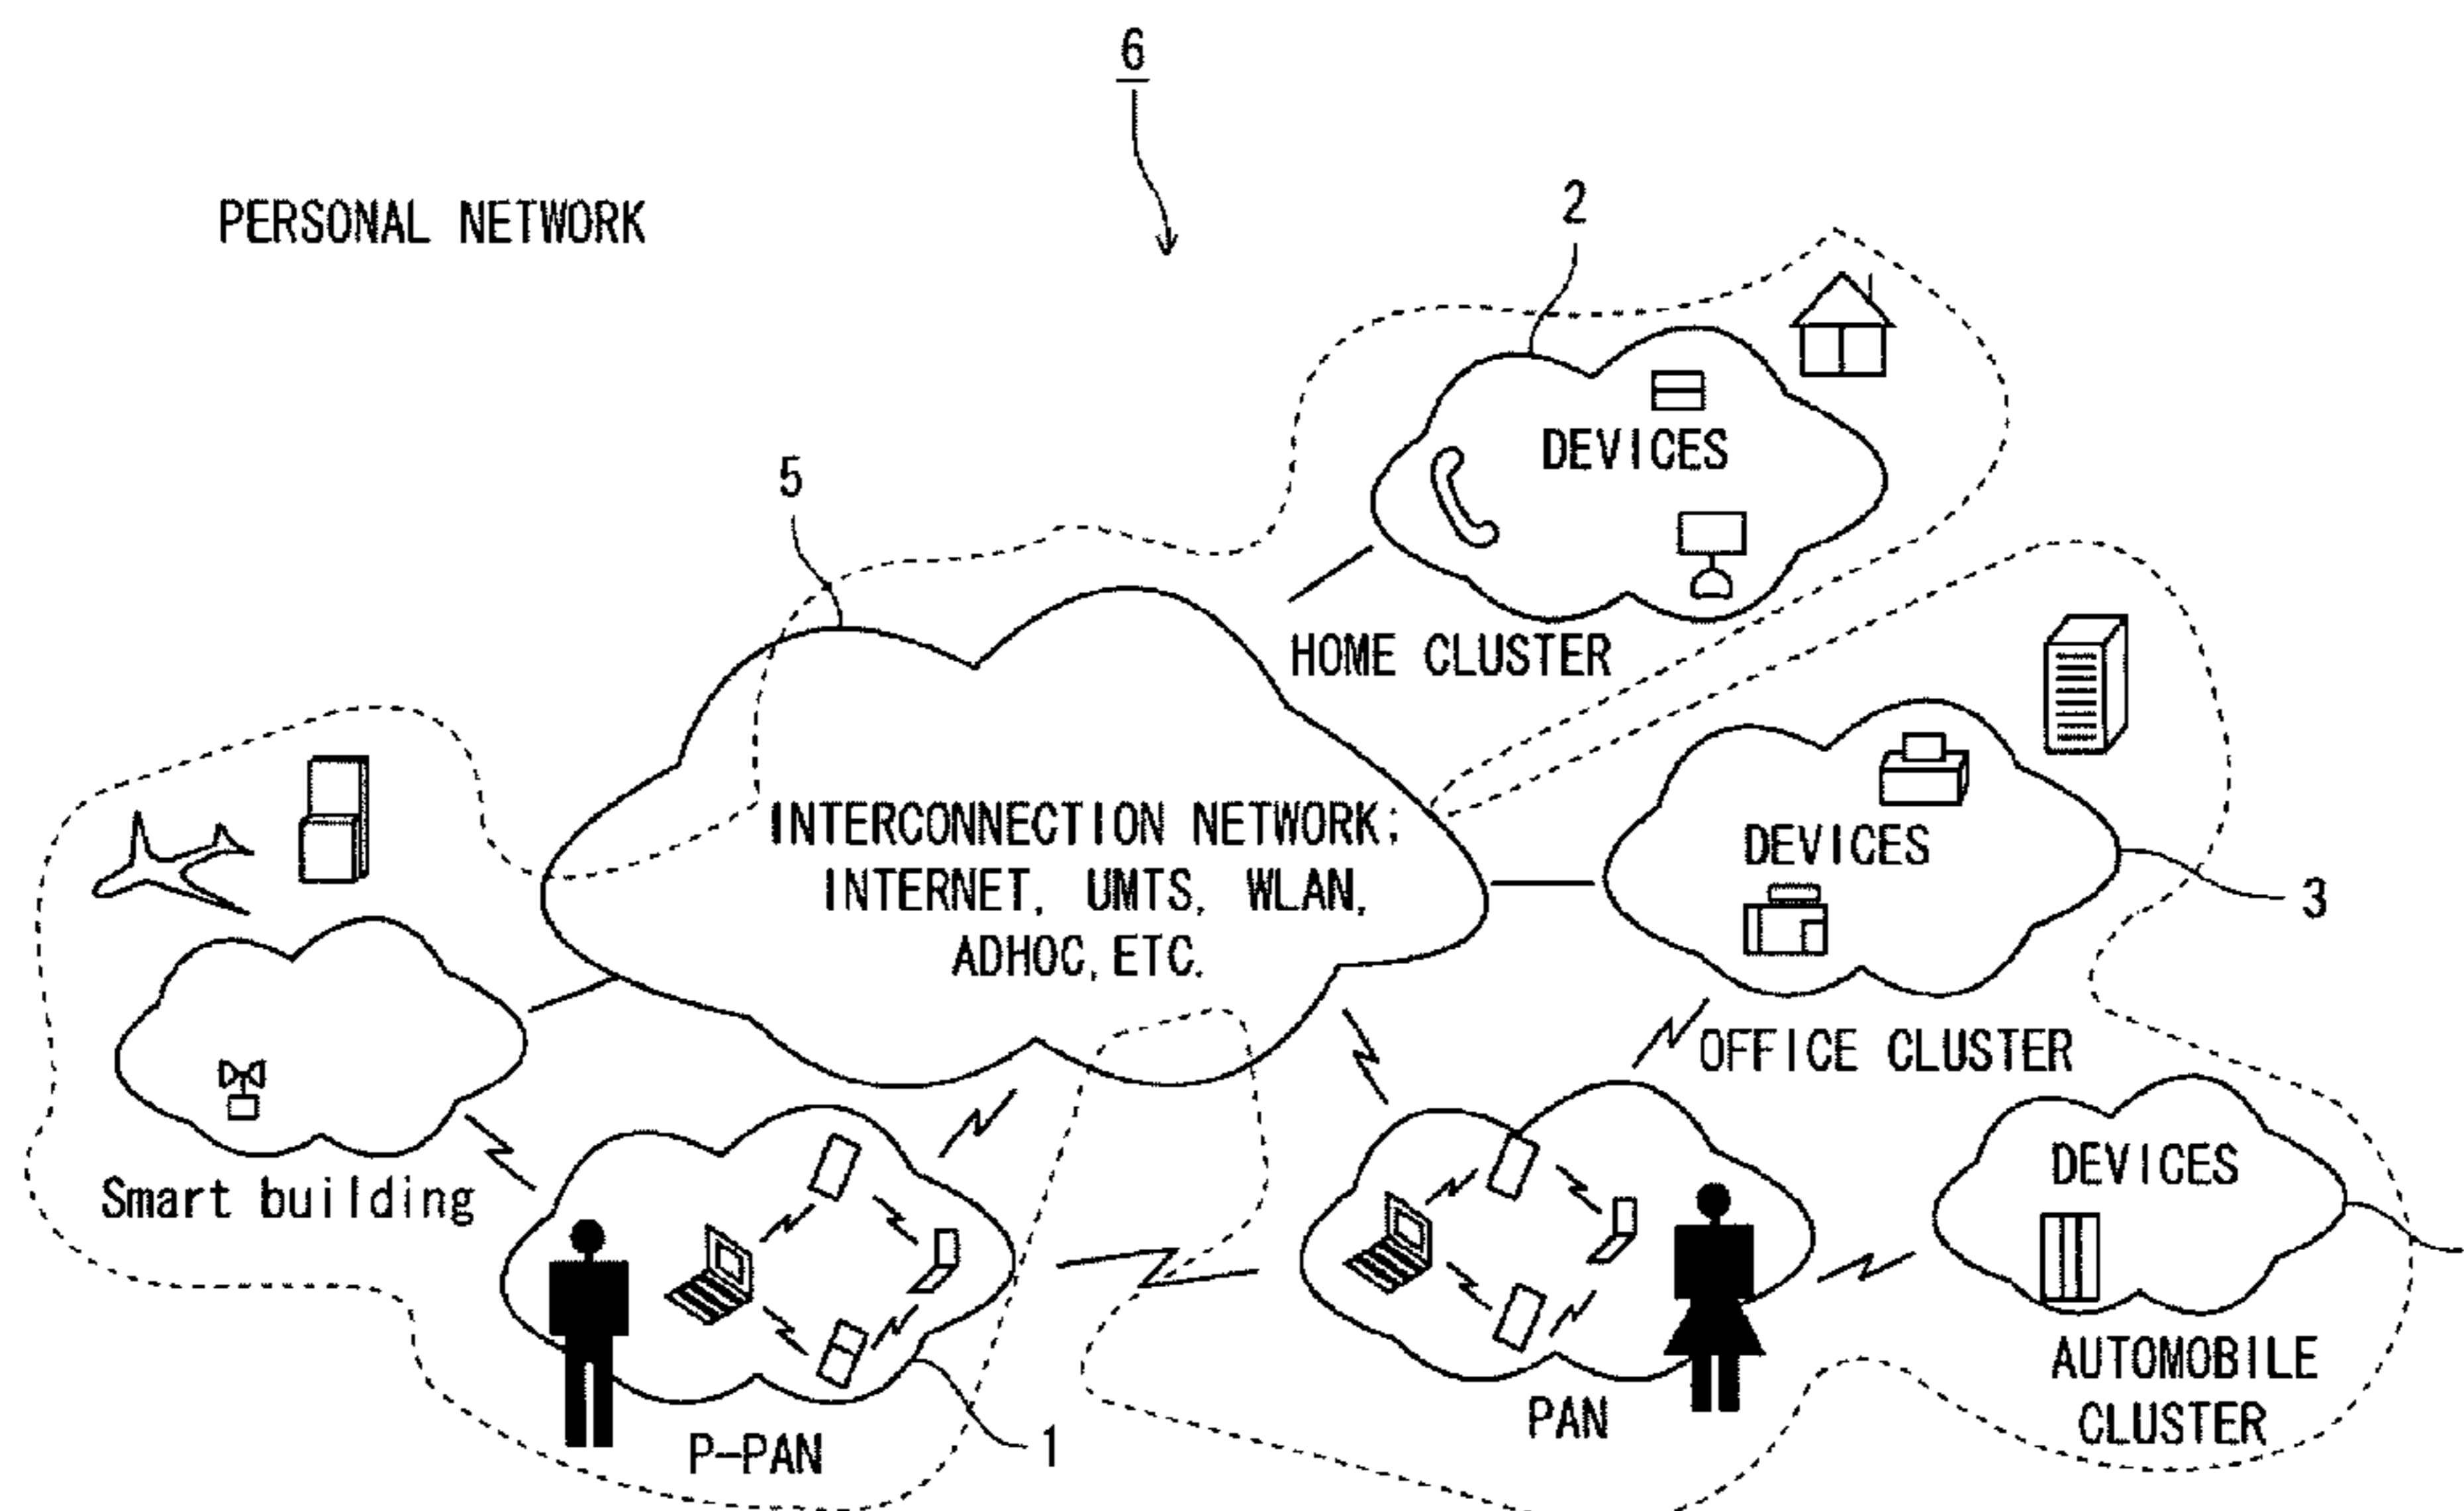 6
PERSONAL NETWORK
2
DEVICES
5
HOME CLUSTER
INTERCONNECTION NETWORK:
INTERNET, UMTS, WLAN,
ADHOC, ETC.
DEVICES
3
OFFICE CLUSTER
Smart building
DEVICES
AUTOMOBILE
CLUSTER
PAN
P-PAN
1